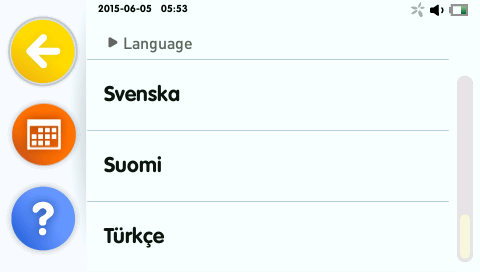 2015-06-05 05:53
Language
Svenska
Suomi
Türkçe
?